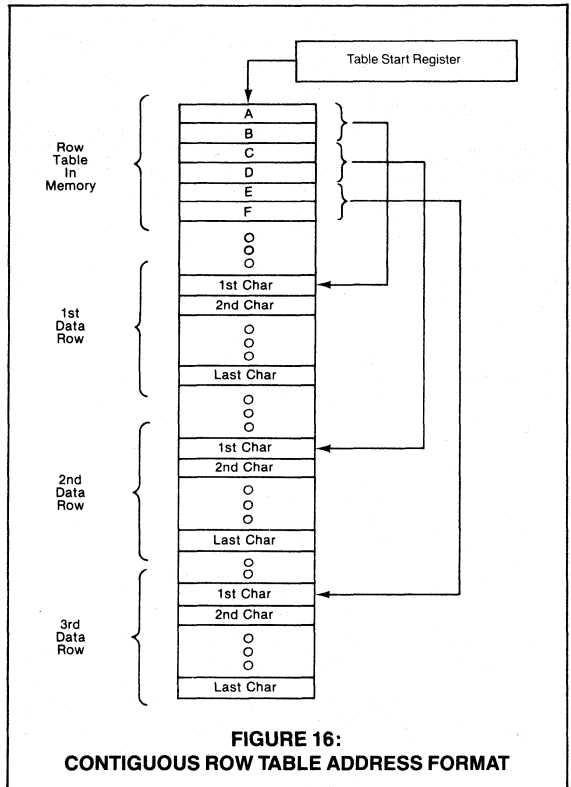 Table Start Register
A
B
C
D
E
F
Row
Table
In
Memory
1st Char
2nd Char
Last Char
1st
Data
Row
1st Char
2nd Char
Last Char
2nd
Data
Row
1st Char
2nd Char
Last Char
3rd
Data
Row
FIGURE 16:
CONTIGUOUS ROW TABLE ADDRESS FORMAT